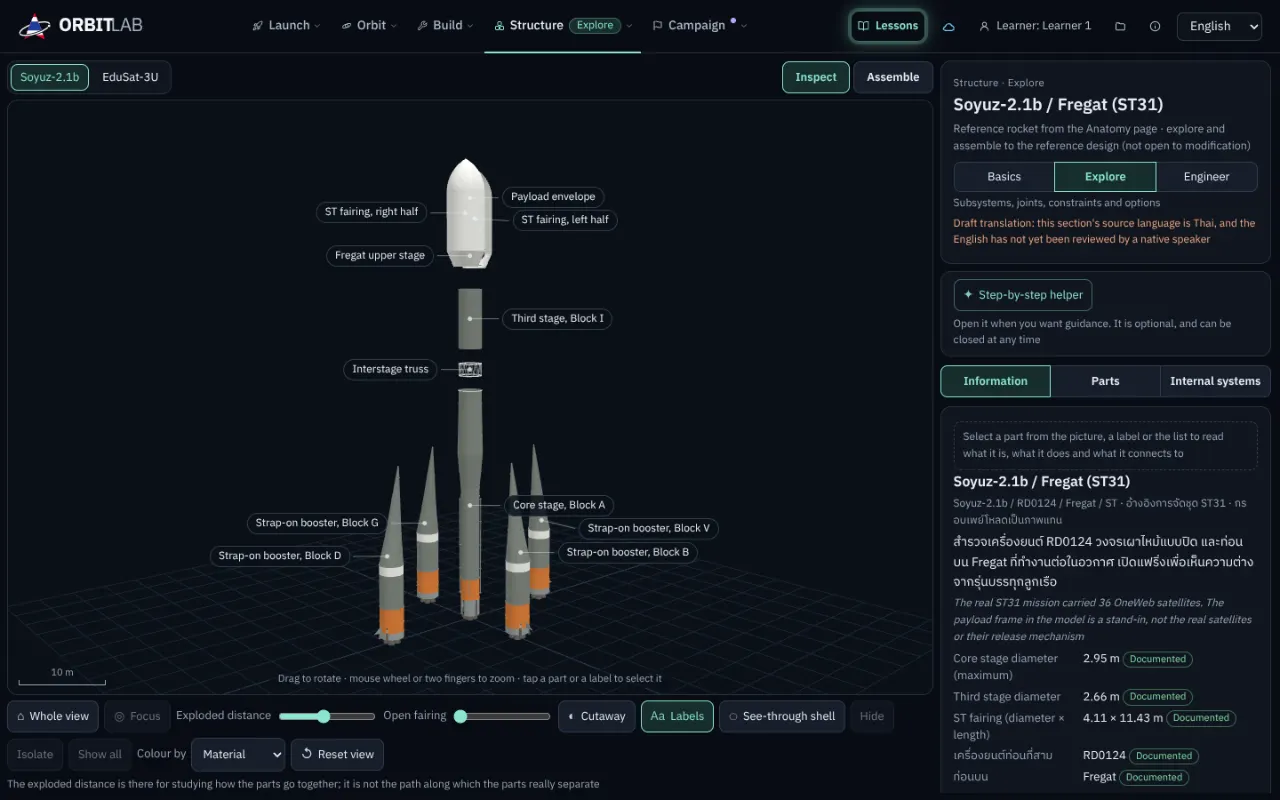 ORBITLAB
Launch
Orbit
Build
Structure Explore
Campaign
Lessons
Learner: Learner 1
English
Soyuz-2.1b
EduSat-3U
Inspect
Assemble
Payload envelope
ST fairing, right half
ST fairing, left half
Fregat upper stage
Third stage, Block I
Interstage truss
Core stage, Block A
Strap-on booster, Block G
Strap-on booster, Block V
Strap-on booster, Block D
Strap-on booster, Block B
10 m
Drag to rotate · mouse wheel or two fingers to zoom · tap a part or a label to select it
Whole view
Focus
Exploded distance
Open fairing
Cutaway
Aa Labels
See-through shell
Hide
Isolate
Show all
Colour by
Material
Reset view
The exploded distance is there for studying how the parts go together; it is not the path along which the parts really separate
Structure · Explore
Soyuz-2.1b / Fregat (ST31)
Reference rocket from the Anatomy page · explore and
assemble to the reference design (not open to modification)
Basics
Explore
Engineer
Subsystems, joints, constraints and options
Draft translation: this section's source language is Thai, and the
English has not yet been reviewed by a native speaker
Step-by-step helper
Open it when you want guidance. It is optional, and can be
closed at any time
Information
Parts
Internal systems
Select a part from the picture, a label or the list to read
what it is, what it does and what it connects to
Soyuz-2.1b / Fregat (ST31)
Soyuz-2.1b / RD0124 / Fregat / ST · อ้างอิงการจัดชุด ST31 · กร
อบเพย์โหลดเป็นภาพแทน
สำรวจเครื่องยนต์ RD0124 วงจรเผาไหม้แบบปิด และท่อน
บน Fregat ที่ทำงานต่อในอวกาศ เปิดแฟริ่งเพื่อเห็นความต่าง
จากรุ่นบรรทุกลูกเรือ
The real ST31 mission carried 36 OneWeb satellites. The
payload frame in the model is a stand-in, not the real satellites
or their release mechanism
Core stage diameter 2.95 m Documented
(maximum)
Third stage diameter 2.66 m Documented
ST fairing (diameter × 4.11 × 11.43 m Documented
length)
เครื่องยนต์ท่อนที่สาม RD0124 Documented
ท่อนบน Fregat Documented